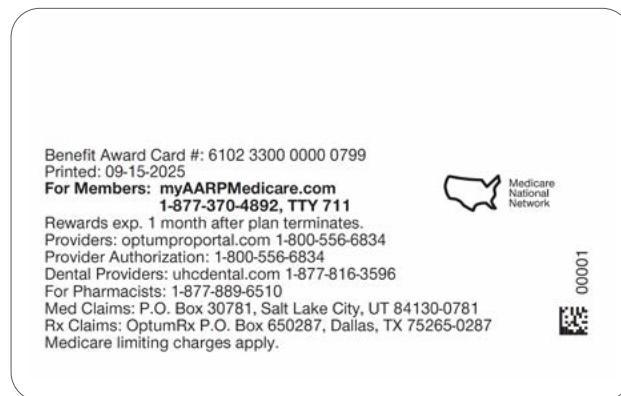 Benefit Award Card #: 6102 3300 0000 0799
Printed: 09-15-2025
For Members: myAARPMedicare.com
1-877-370-4892, TTY 711
Rewards exp. 1 month after plan terminates.
Providers: optumproportal.com 1-800-556-6834
Provider Authorization: 1-800-556-6834
Dental Providers: uhcdental.com 1-877-816-3596
For Pharmacists: 1-877-889-6510
Med Claims: P.O. Box 30781, Salt Lake City, UT 84130-0781
Rx Claims: OptumRx P.O. Box 650287, Dallas, TX 75265-0287
Medicare limiting charges apply.
Medicare
National
Network
00001